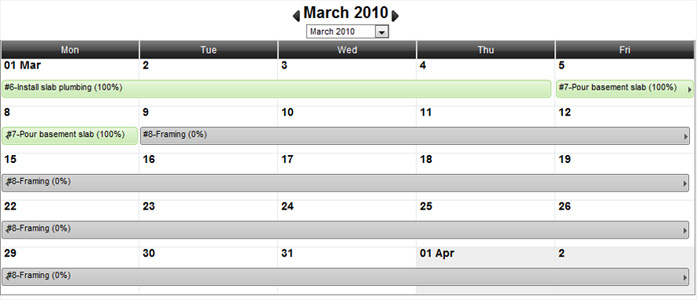 March 2010
March 2010
Mon Tue Wed Thu Fri
01 Mar 2 3 4 5
#6-Install slab plumbing (100%) #7-Pour basement slab (100%)
8 9 10 11 12
#7-Pour basement slab (100%) #8-Framing (0%)
15 16 17 18 19
#8-Framing (0%)
22 23 24 25 26
#8-Framing (0%)
29 30 31 01 Apr 2
#8-Framing (0%)